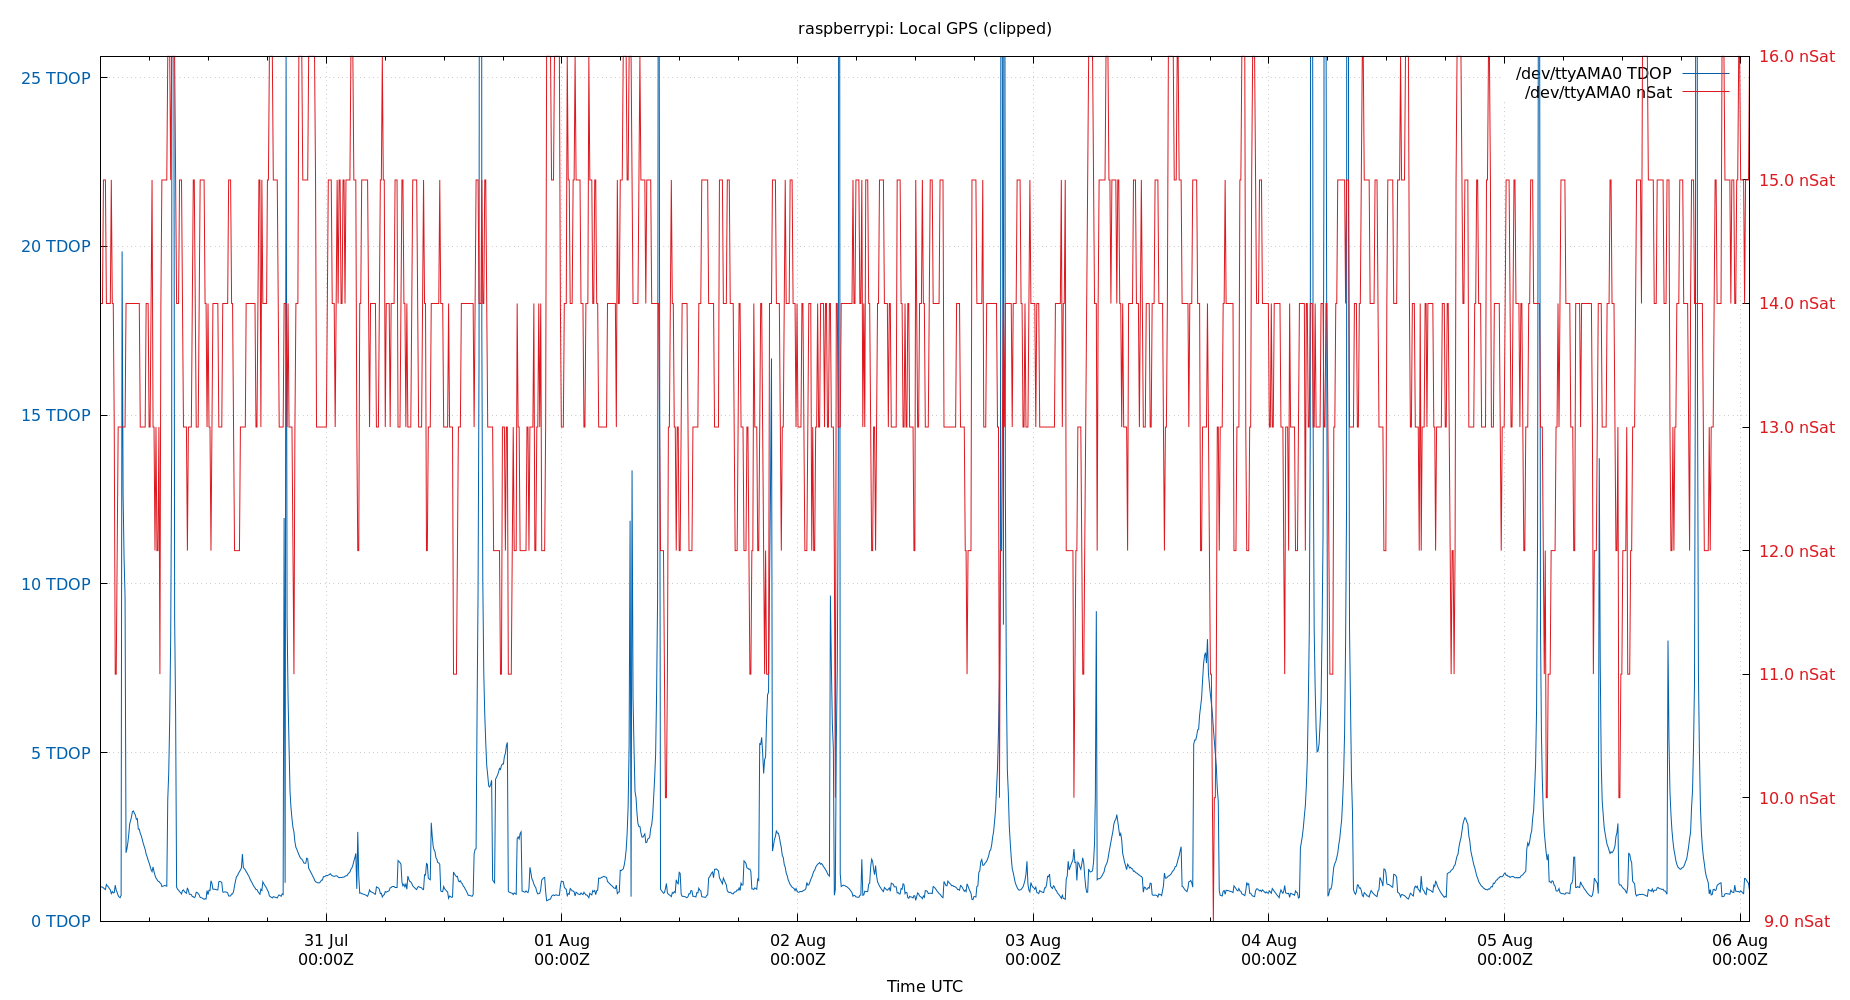 raspberrypi: Local GPS (clipped)
/dev/ttyAMA0 TDOP
/dev/ttyAMA0 nSat
25 TDOP
20 TDOP
15 TDOP
10 TDOP
5 TDOP
0 TDOP
16.0 nSat
15.0 nSat
14.0 nSat
13.0 nSat
12.0 nSat
11.0 nSat
10.0 nSat
9.0 nSat
31 Jul
00:00Z
01 Aug
00:00Z
02 Aug
00:00Z
03 Aug
00:00Z
04 Aug
00:00Z
05 Aug
00:00Z
06 Aug
00:00Z
Time UTC